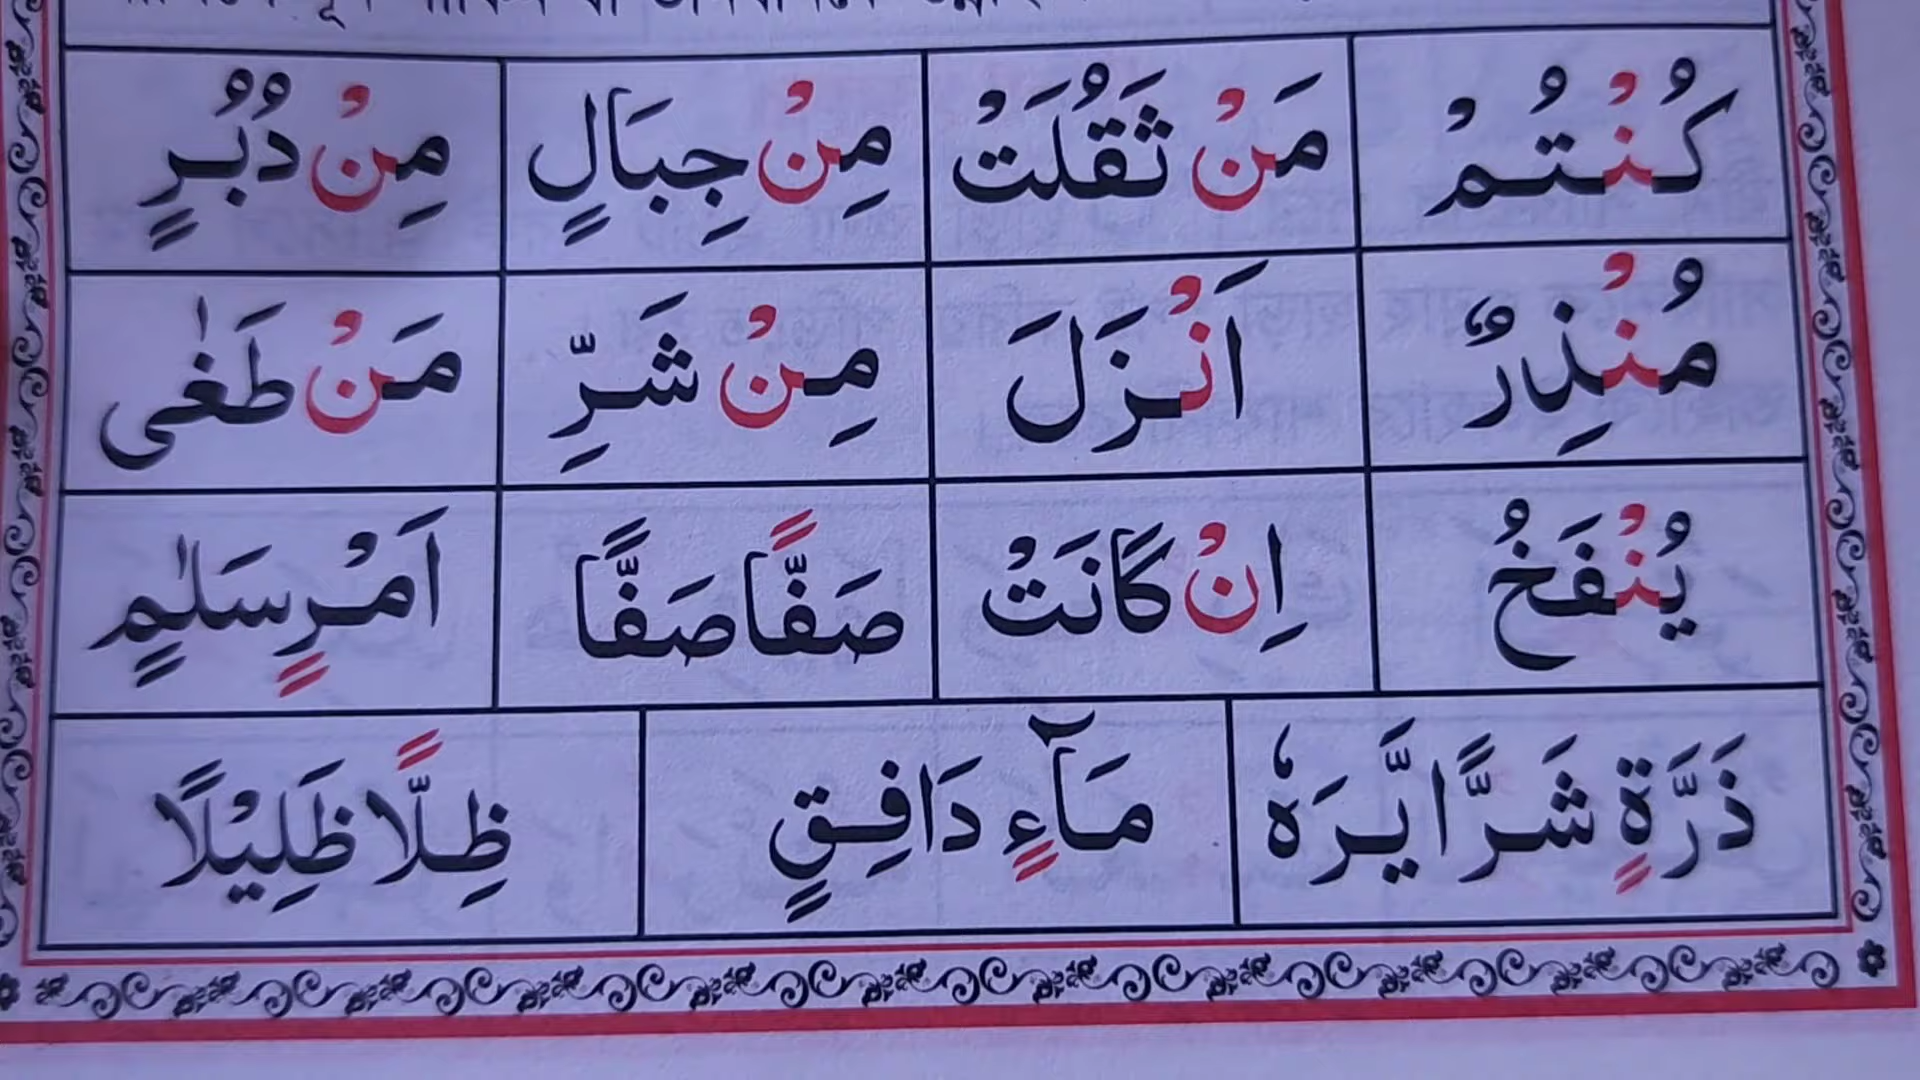 كُنْتُمْ مَنْ ثَقُلَتْ مِنْ جِبَالٍ مِنْ دُبُرٍ
مُنْذِرٌ اَنْزَلَ مِنْ شَرِّ مَنْ طَغٰى
يُنْفَخُ اِنْ كَانَتْ صَفًّا صَفًّا اَمْرٍ سَلٰمٍ
ذَرَّةٍ شَرًّا يَّرَهٗ مَآءٍ دَافِقٍ ظِلًّا ظَلِيْلًا